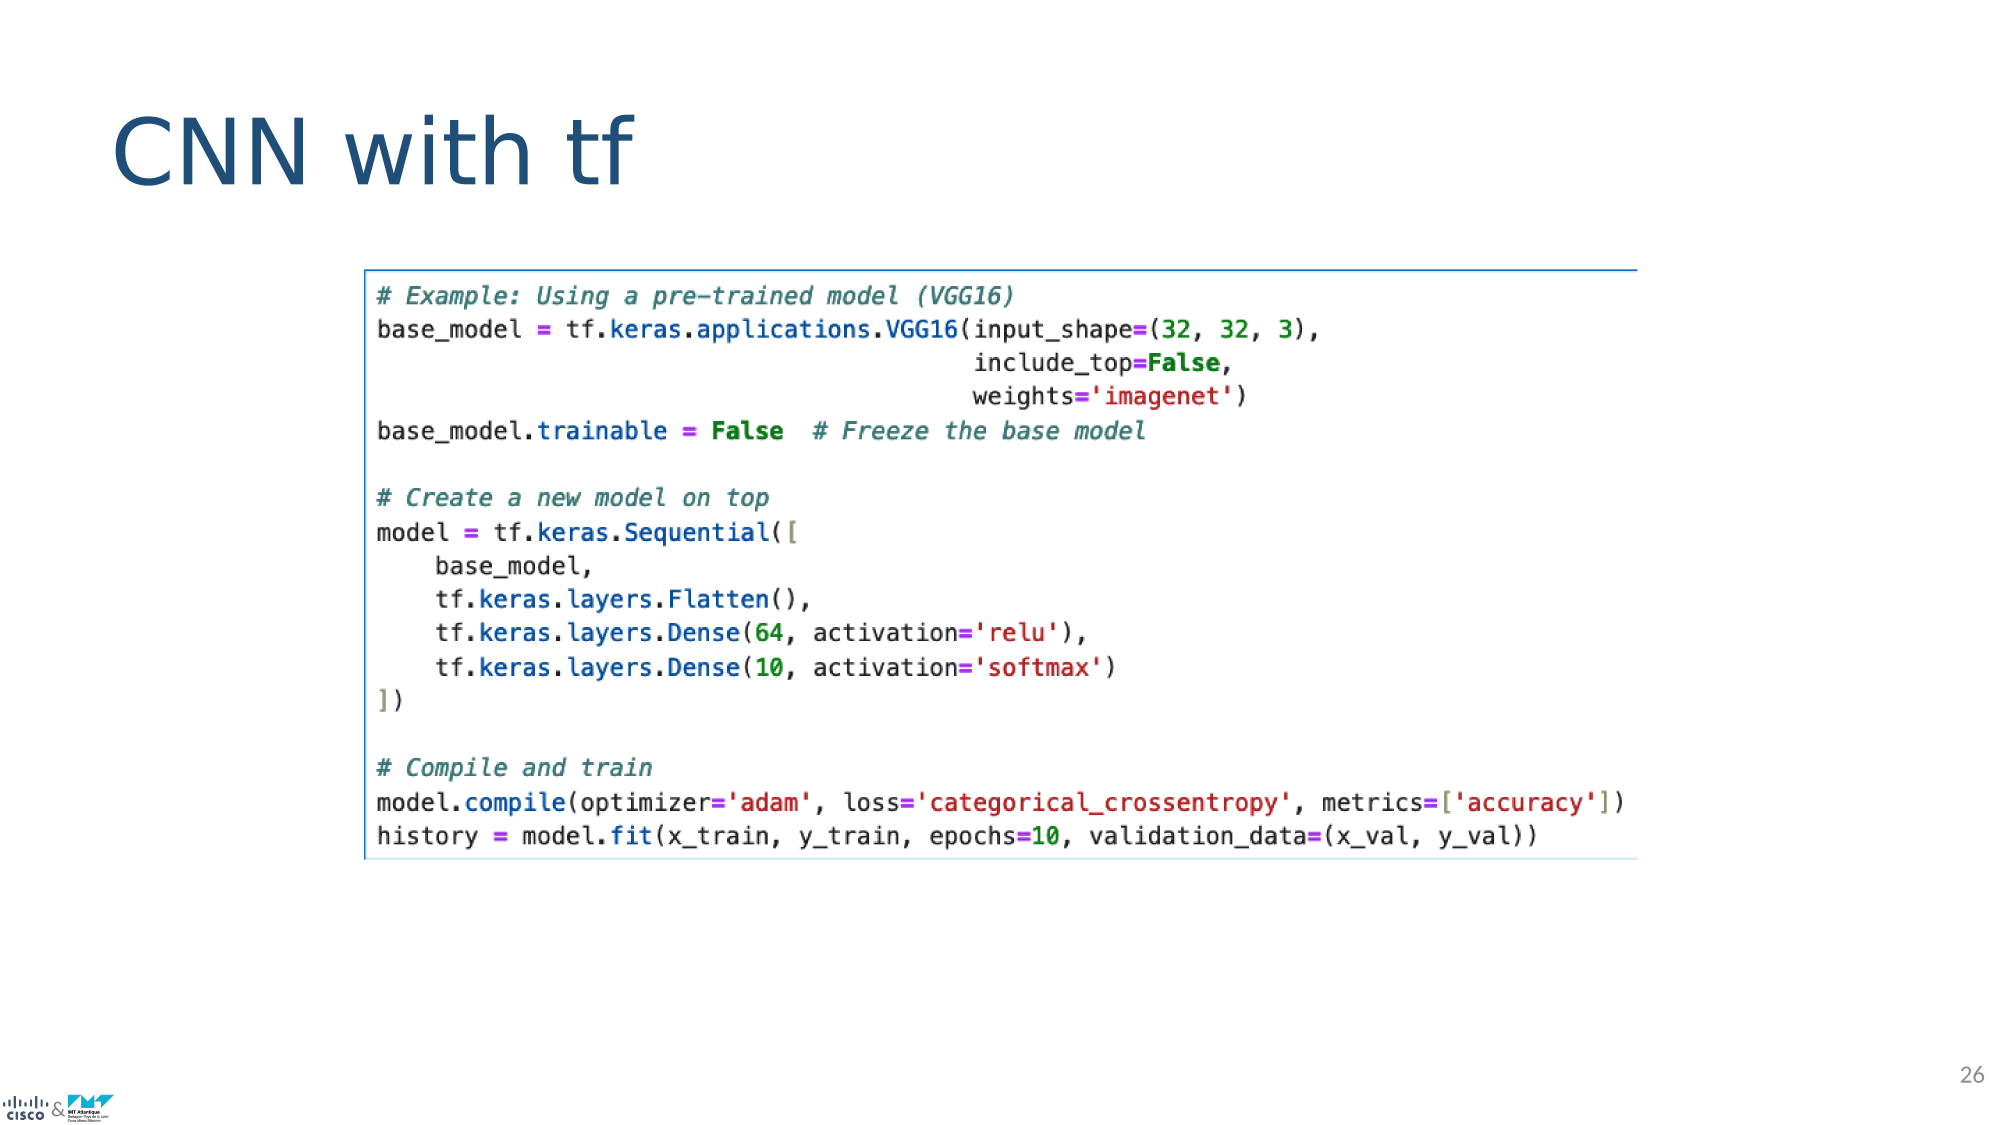 CNN with tf
# Example: Using a pre-trained model (VGG16)
base_model = tf.keras.applications.VGG16(input_shape=(32, 32, 3),
                                         include_top=False,
                                         weights='imagenet')
base_model.trainable = False  # Freeze the base model
# Create a new model on top
model = tf.keras.Sequential([
    base_model,
    tf.keras.layers.Flatten(),
    tf.keras.layers.Dense(64, activation='relu'),
    tf.keras.layers.Dense(10, activation='softmax')
])
# Compile and train
model.compile(optimizer='adam', loss='categorical_crossentropy', metrics=['accuracy'])
history = model.fit(x_train, y_train, epochs=10, validation_data=(x_val, y_val))
26
CISCO & IMT Atlantique